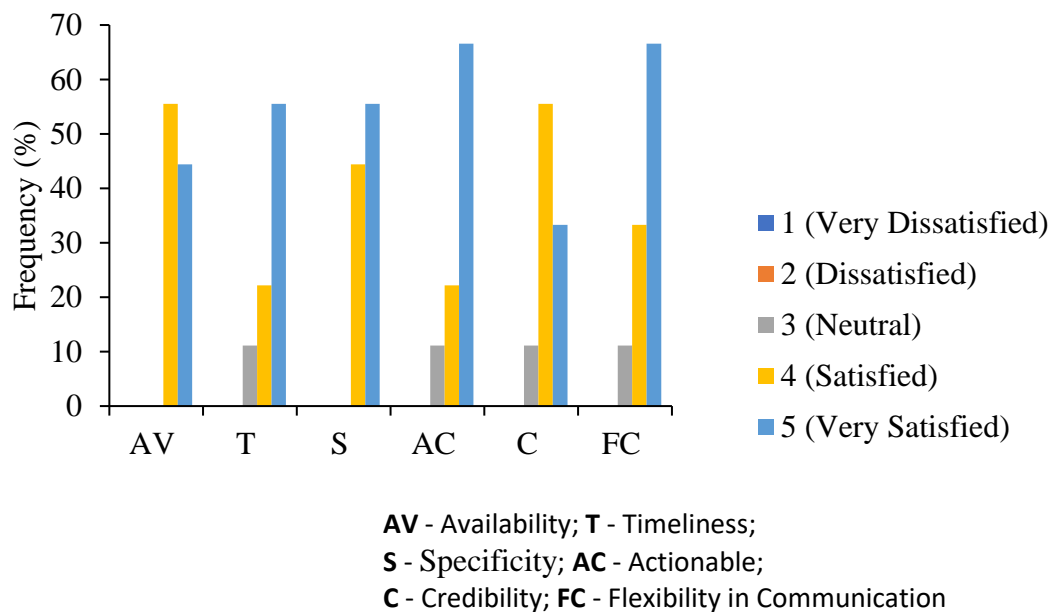 70
60
50
40
30
20
10
0
Frequency (%)
AV T S AC C FC
1 (Very Dissatisfied)
2 (Dissatisfied)
3 (Neutral)
4 (Satisfied)
5 (Very Satisfied)
AV - Availability; T - Timeliness;
S - Specificity; AC - Actionable;
C - Credibility; FC - Flexibility in Communication